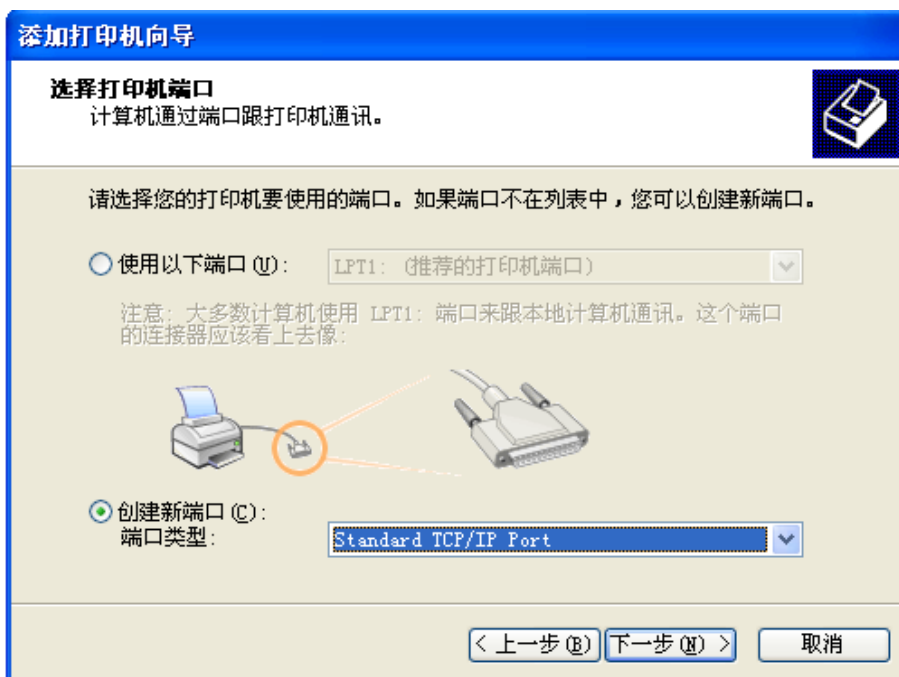 添加打印机向导
选择打印机端口
计算机通过端口跟打印机通讯。
请选择您的打印机要使用的端口。如果端口不在列表中，您可以创建新端口。
使用以下端口(U): LPT1: (推荐的打印机端口)
注意: 大多数计算机使用 LPT1: 端口来跟本地计算机通讯。这个端口
的连接器应该看上去像:
创建新端口(C):
端口类型: Standard TCP/IP Port
< 上一步(B) 下一步(N) > 取消